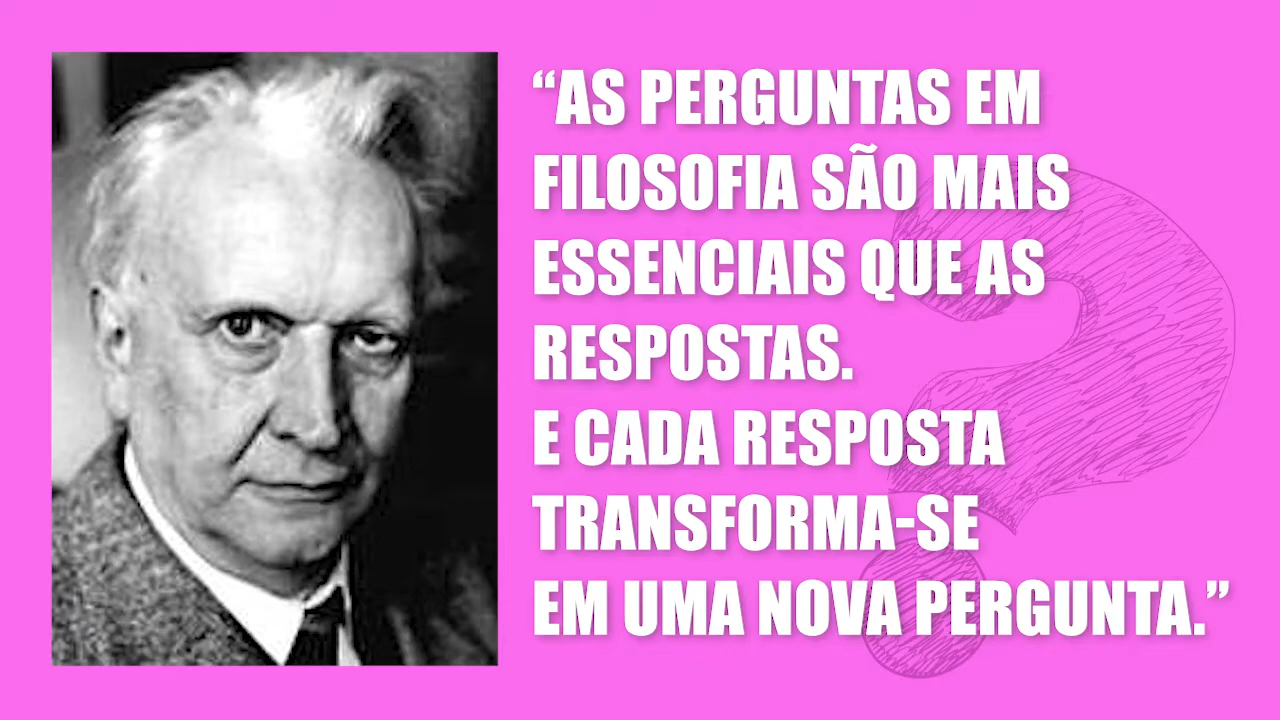 “AS PERGUNTAS EM
FILOSOFIA SÃO MAIS
ESSENCIAIS QUE AS
RESPOSTAS.
E CADA RESPOSTA
TRANSFORMA-SE
EM UMA NOVA PERGUNTA.”